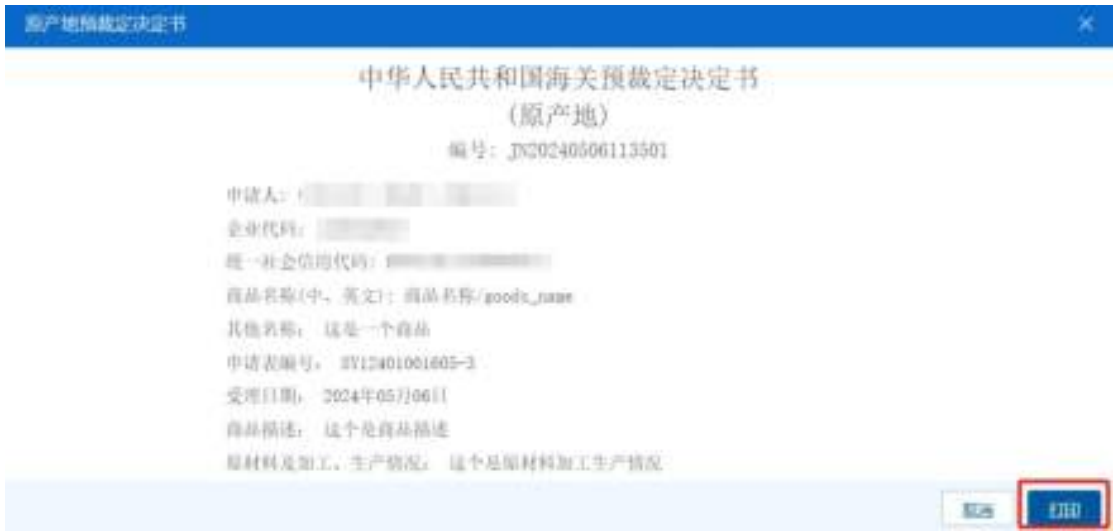 原产地预裁定决定书
中华人民共和国海关预裁定决定书
(原产地)
编号: JN20240506113501
申请人:
企业代码:
统一社会信用代码:
商品名称(中、英文): 商品名称/goods_name
其他名称: 这是一个商品
申请表编号: SY12401001605-3
受理日期: 2024年05月06日
商品描述: 这个是商品描述
原材料及加工、生产情况: 这个是原材料加工生产情况
取消
打印